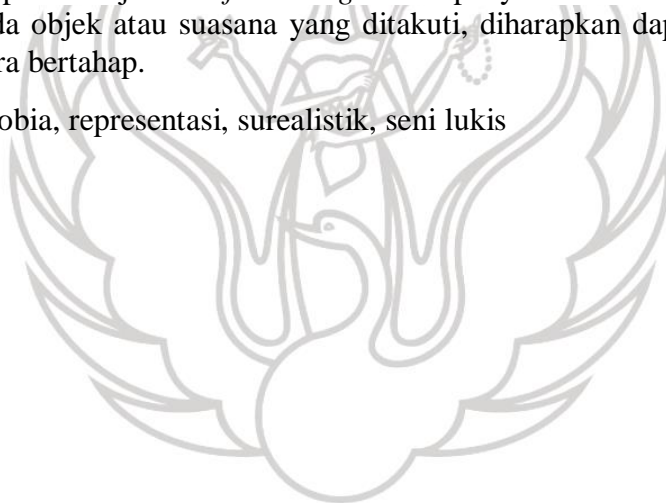 da objek atau suasana yang ditakuti, diharapkan dap
ra bertahap.
obia, representasi, surealistik, seni lukis